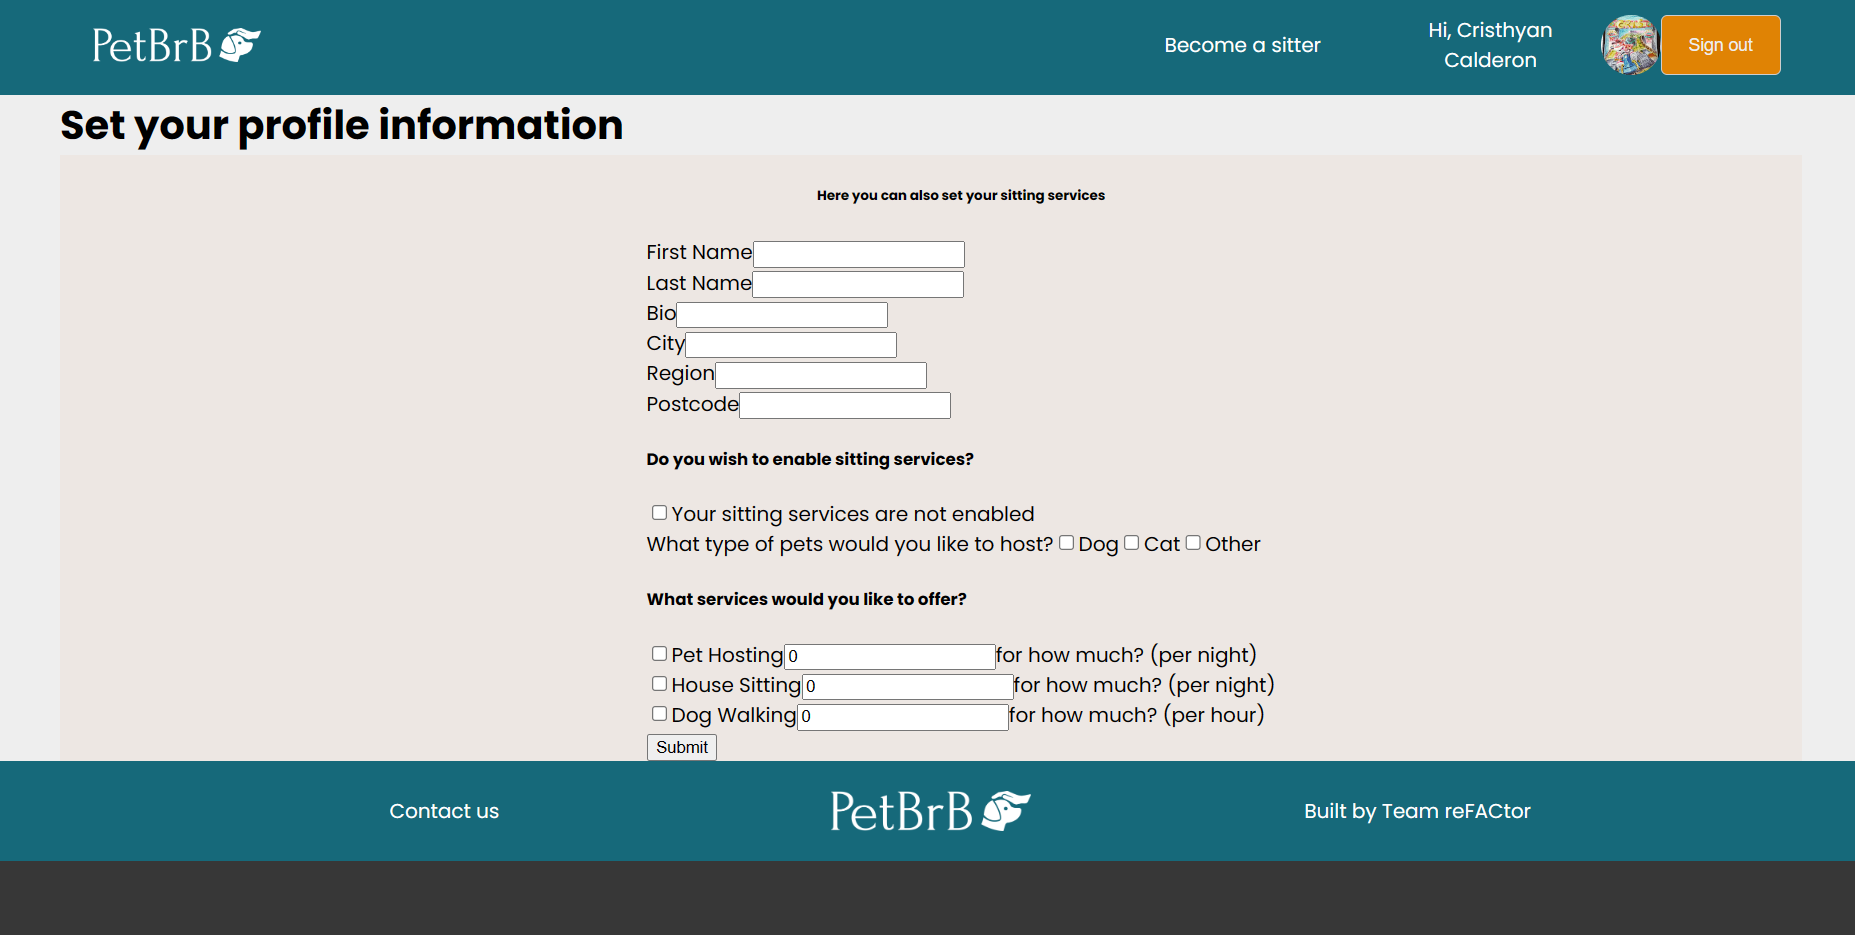 PetBrB
Become a sitter
Hi, Cristhyan
Calderon
Sign out
Set your profile information
Here you can also set your sitting services
First Name
Last Name
Bio
City
Region
Postcode
Do you wish to enable sitting services?
Your sitting services are not enabled
What type of pets would you like to host? Dog Cat Other
What services would you like to offer?
Pet Hosting 0 for how much? (per night)
House Sitting 0 for how much? (per night)
Dog Walking 0 for how much? (per hour)
Submit
Contact us
PetBrB
Built by Team reFACtor